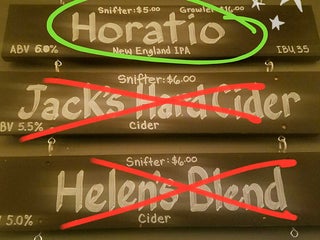 Snifter:$5.00 Growler $16.00
Horatio
ABV 6.0% New England IPA IBU.35
Snifter:$6.00
Jack's Hard Cider
BV 5.5% Cider
Snifter:$6.00
Helen's Blend
5.0% Cider